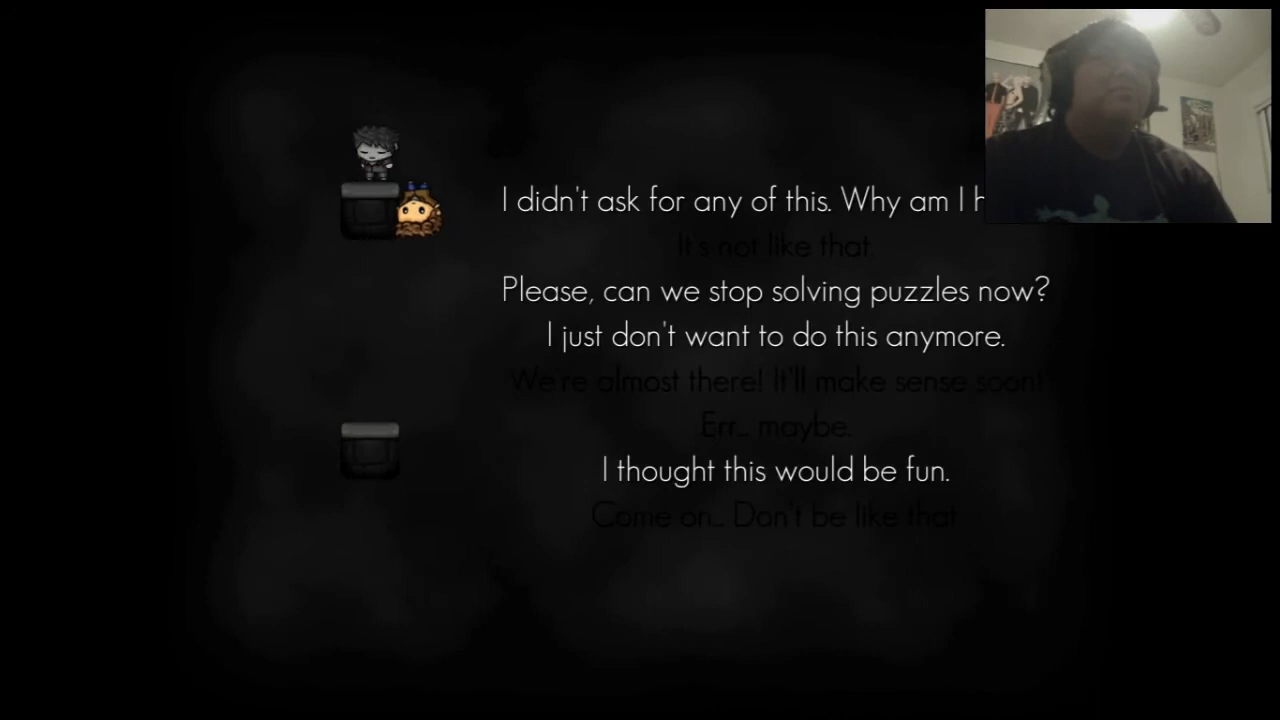 I didn't ask for any of this. Why am I h
It's not like that.
Please, can we stop solving puzzles now?
I just don't want to do this anymore.
We're almost there! It'll make sense soon!
Err... maybe.
I thought this would be fun.
Come on... Don't be like that